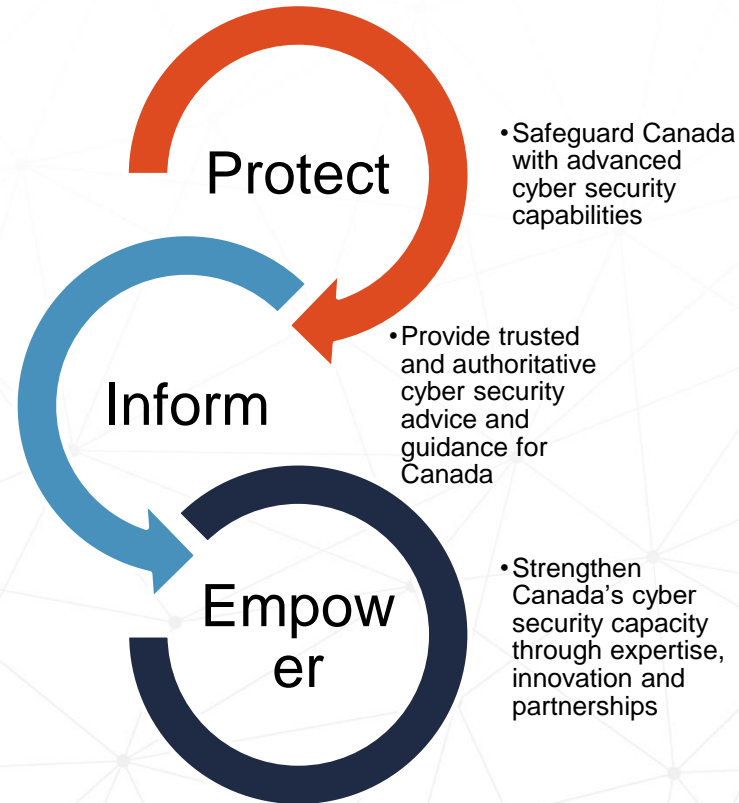 Protect
•Safeguard Canada
with advanced
cyber security
capabilities
Inform
•Provide trusted
and authoritative
cyber security
advice and
guidance for
Canada
Empow
er
•Strengthen
Canada’s cyber
security capacity
through expertise,
innovation and
partnerships